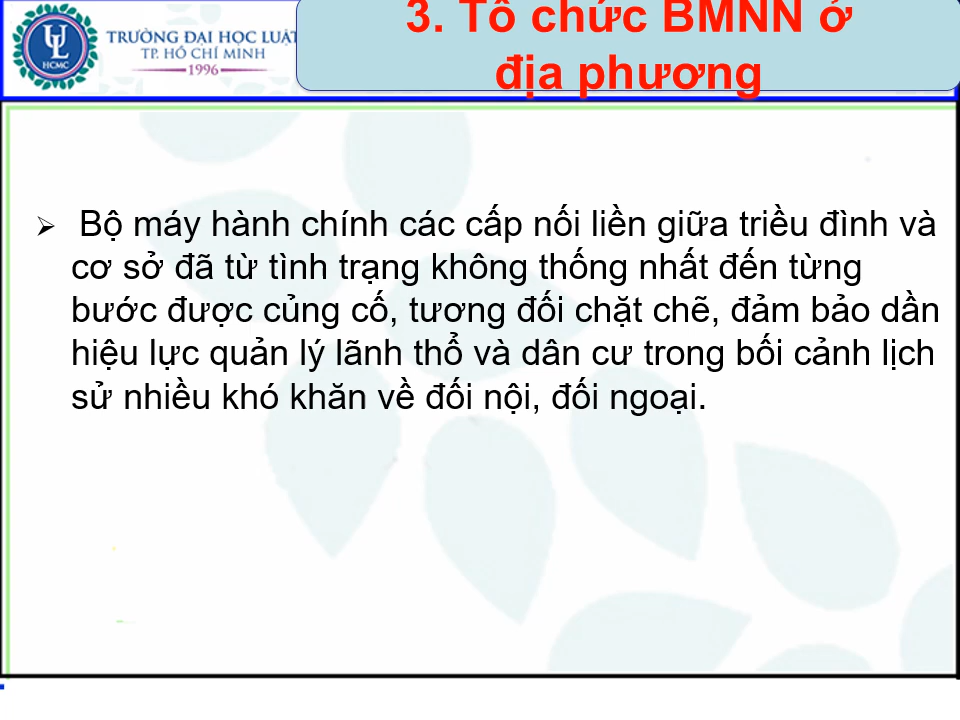 TRƯỜNG ĐẠI HỌC LUẬT
TP. HỒ CHÍ MINH
1996
HCMC
3. Tổ chức BMNN ở
địa phương
➢ Bộ máy hành chính các cấp nối liền giữa triều đình và
cơ sở đã từ tình trạng không thống nhất đến từng
bước được củng cố, tương đối chặt chẽ, đảm bảo dần
hiệu lực quản lý lãnh thổ và dân cư trong bối cảnh lịch
sử nhiều khó khăn về đối nội, đối ngoại.